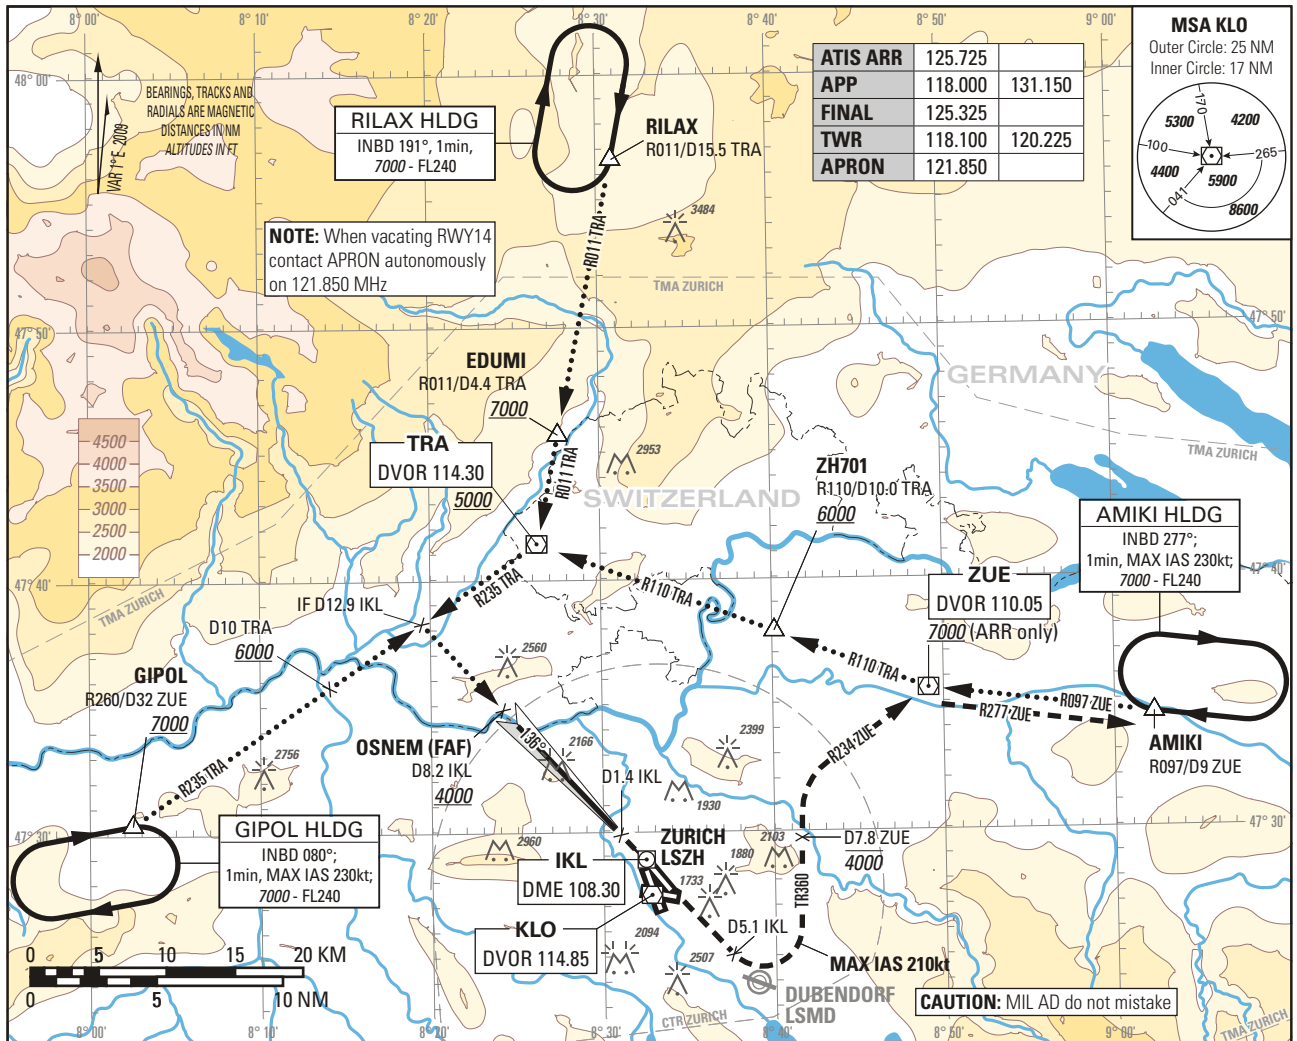 8° 00'
8° 10'
8° 20'
8° 30'
8° 40'
8° 50'
9° 00'
48° 00'
BEARINGS, TRACKS AND
RADIALS ARE MAGNETIC
DISTANCES IN NM
ALTITUDES IN FT
VAR 1° E 2009
RILAX HLDG
INBD 191°, 1min,
7000 - FL240
RILAX
R011/D15.5 TRA
ATIS ARR 125.725
APP 118.000 131.150
FINAL 125.325
TWR 118.100 120.225
APRON 121.850
MSA KLO
Outer Circle: 25 NM
Inner Circle: 17 NM
170
5300
4200
100
265
4400
5900
041
8600
NOTE: When vacating RWY14
contact APRON autonomously
on 121.850 MHz
3484
R011 TRA
TMA ZURICH
47° 50'
47° 50'
EDUMI
R011/D4.4 TRA
7000
GERMANY
TRA
DVOR 114.30
5000
R011 TRA
2953
SWITZERLAND
ZH701
R110/D10.0 TRA
6000
TMA ZURICH
AMIKI HLDG
INBD 277°;
1min, MAX IAS 230kt;
7000 - FL240
4500
4000
3500
3000
2500
2000
47° 40'
47° 40'
TMA ZURICH
IF D12.9 IKL
R235 TRA
R110 TRA
ZUE
DVOR 110.05
7000 (ARR only)
D10 TRA
6000
2560
R110 TRA
GIPOL
R260/D32 ZUE
7000
R097 ZUE
R277 ZUE
AMIKI
R097/D9 ZUE
OSNEM (FAF)
D8.2 IKL
4000
136°
2166
2399
R234 ZUE
R235 TRA
2756
D1.4 IKL
1930
47° 30'
47° 30'
GIPOL HLDG
INBD 080°;
1min, MAX IAS 230kt;
7000 - FL240
2960
ZURICH
LSZH
2103
D7.8 ZUE
4000
IKL
DME 108.30
1880
1733
TR360
KLO
DVOR 114.85
D5.1 IKL
2094
2507
MAX IAS 210kt
DUBENDORF
LSMD
CAUTION: MIL AD do not mistake
0 5 10 15 20 KM
0 5 10 NM
CTR ZURICH
TMA ZURICH
8° 00'
8° 10'
8° 20'
8° 30'
8° 40'
8° 50'
9° 00'